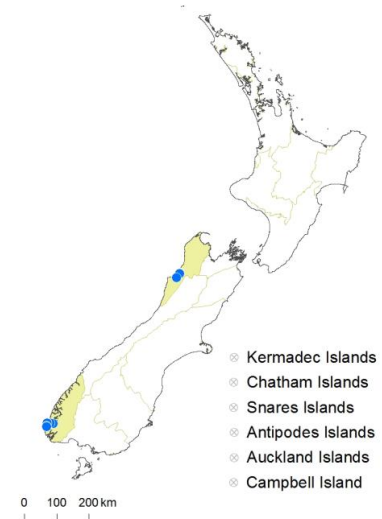 Kermadec Islands
Chatham Islands
Snares Islands
Antipodes Islands
Auckland Islands
Campbell Island
0 100 200 km